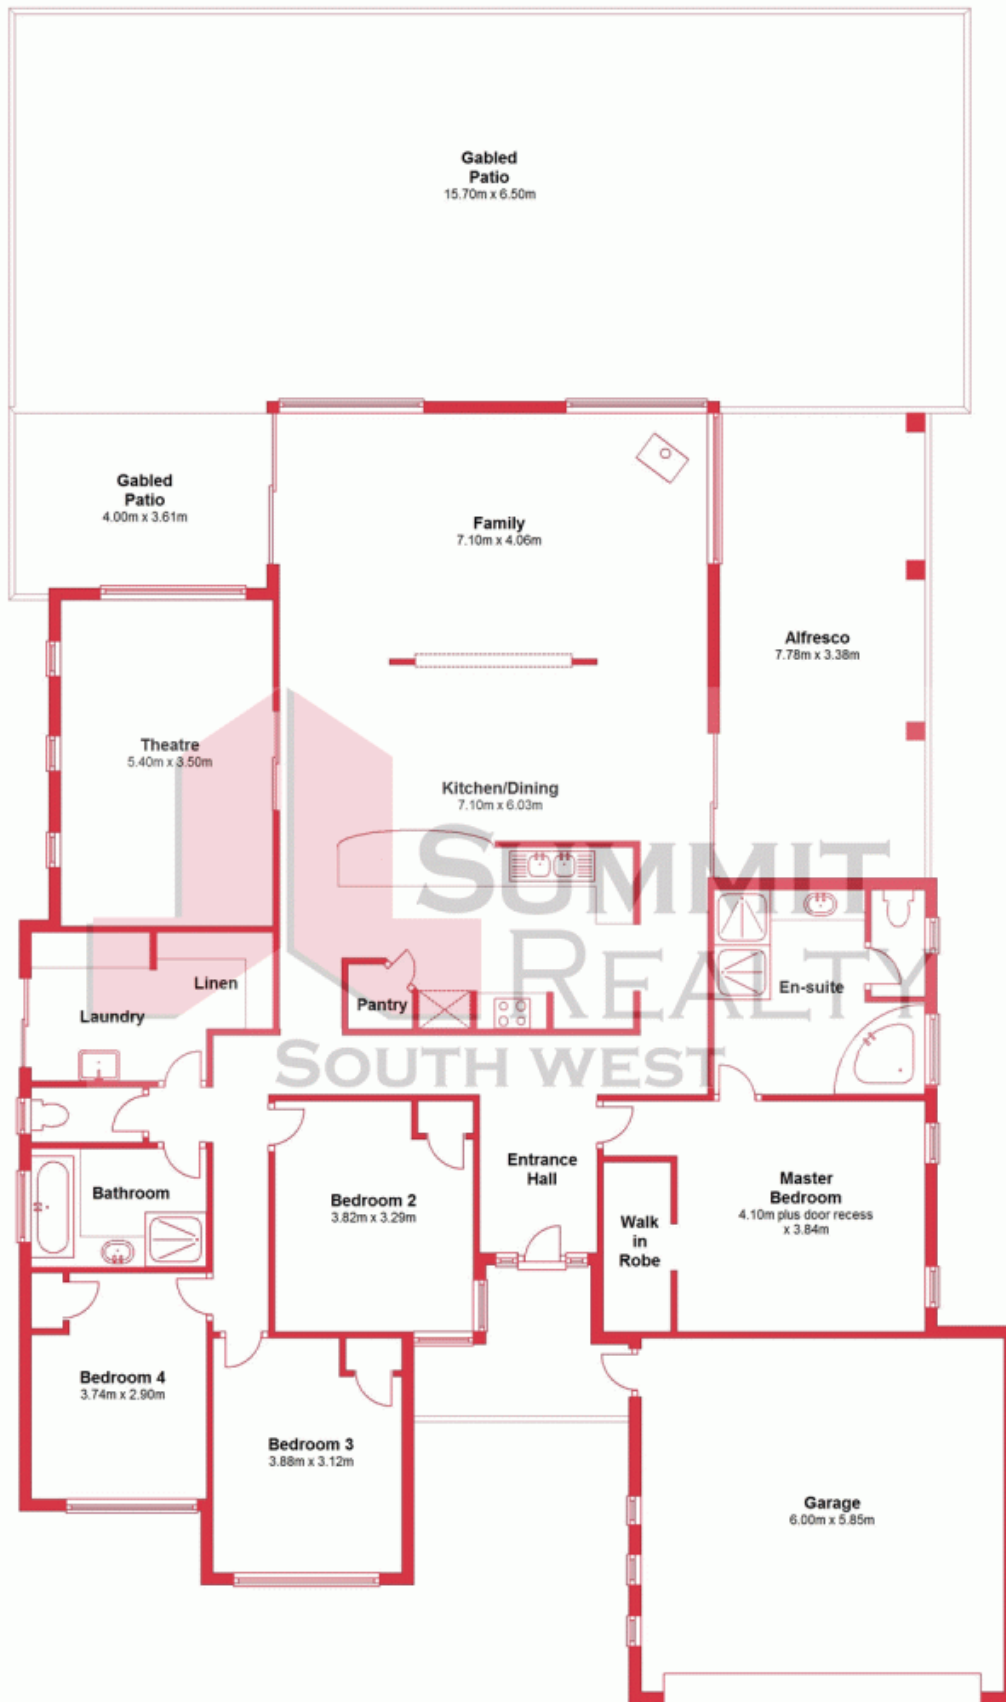 Gabled
Patio
15.70m x 6.50m
Gabled
Patio
4.00m x 3.61m
Family
7.10m x 4.06m
Alfresco
7.78m x 3.38m
Theatre
5.40m x 3.50m
Kitchen/Dining
7.10m x 6.03m
SUMMIT
REALTY
SOUTH WEST
Linen
Laundry
Pantry
En-suite
Bathroom
Bedroom 2
3.82m x 3.29m
Entrance
Hall
Walk
in
Robe
Master
Bedroom
4.10m plus door recess
x 3.84m
Bedroom 4
3.74m x 2.90m
Bedroom 3
3.88m x 3.12m
Garage
6.00m x 5.85m